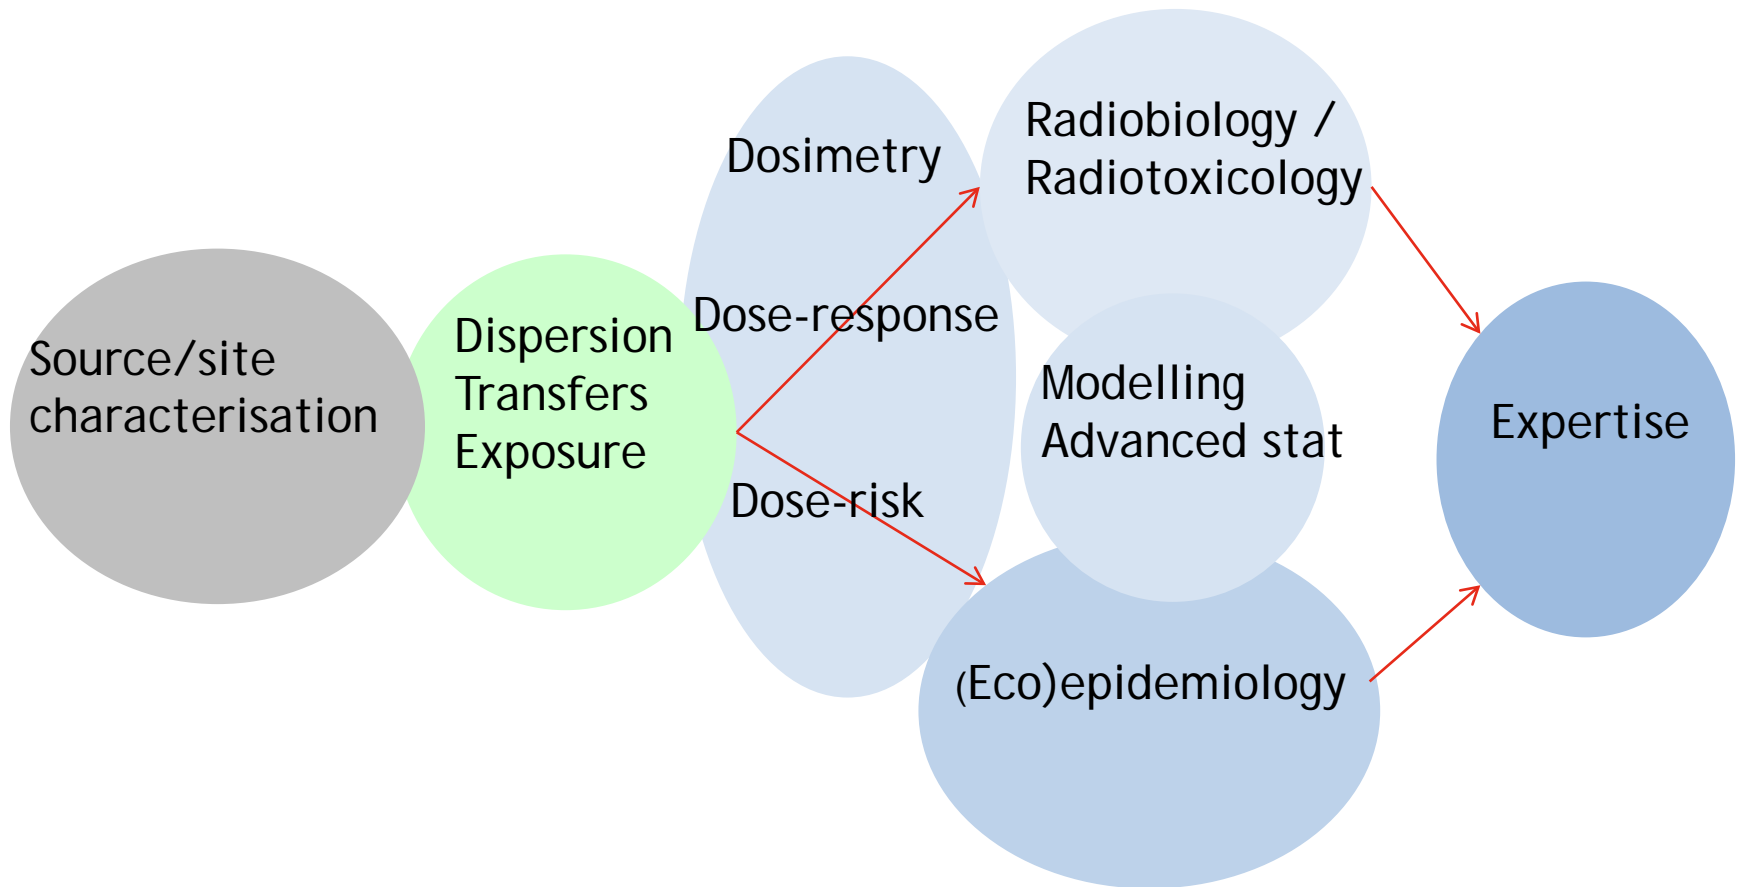 Source/site
characterisation
Dispersion
Transfers
Exposure
Dosimetry
Dose-response
Dose-risk
Radiobiology /
Radiotoxicology
Modelling
Advanced stat
(Eco)epidemiology
Expertise